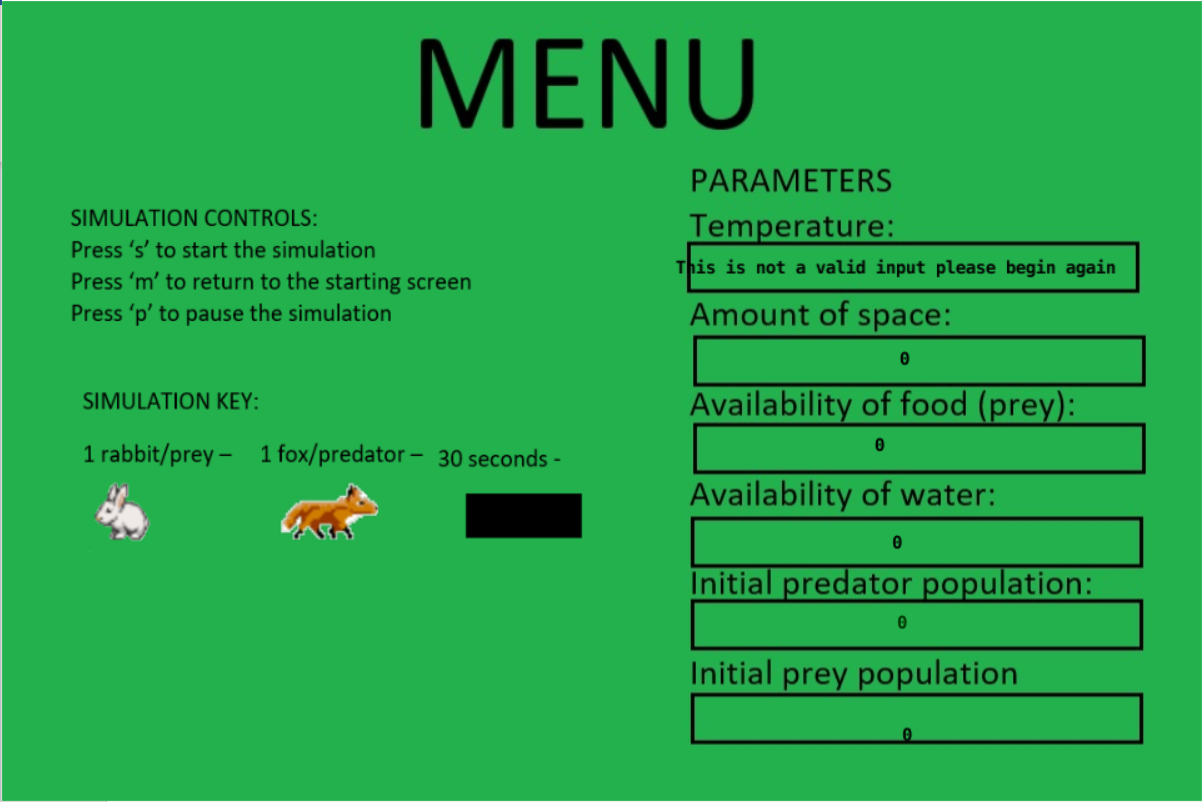 MENU
SIMULATION CONTROLS:
Press ‘s’ to start the simulation
Press ‘m’ to return to the starting screen
Press ‘p’ to pause the simulation
SIMULATION KEY:
1 rabbit/prey – 1 fox/predator – 30 seconds -
PARAMETERS
Temperature:
This is not a valid input please begin again
Amount of space:
0
Availability of food (prey):
0
Availability of water:
0
Initial predator population:
0
Initial prey population
0